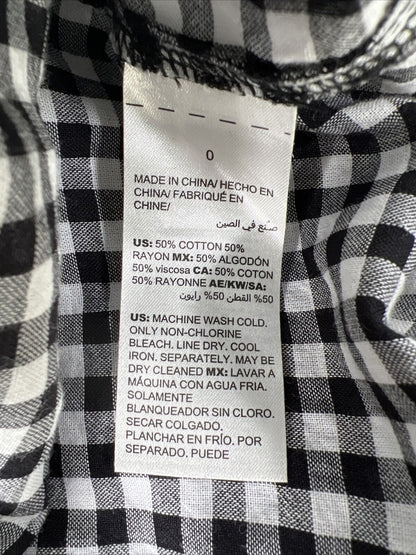 0
MADE IN CHINA/ HECHO EN
CHINA/ FABRIQUÉ EN
CHINE/
صنّع في الصين
US: 50% COTTON 50%
RAYON MX: 50% ALGODÓN
50% viscosa CA: 50% COTON
50% RAYONNE AE/KW/SA:
50% القطن 50% رايون
US: MACHINE WASH COLD.
ONLY NON-CHLORINE
BLEACH. LINE DRY. COOL
IRON. SEPARATELY. MAY BE
DRY CLEANED MX: LAVAR A
MÁQUINA CON AGUA FRIA.
SOLAMENTE
BLANQUEADOR SIN CLORO.
SECAR COLGADO.
PLANCHAR EN FRÍO. POR
SEPARADO. PUEDE